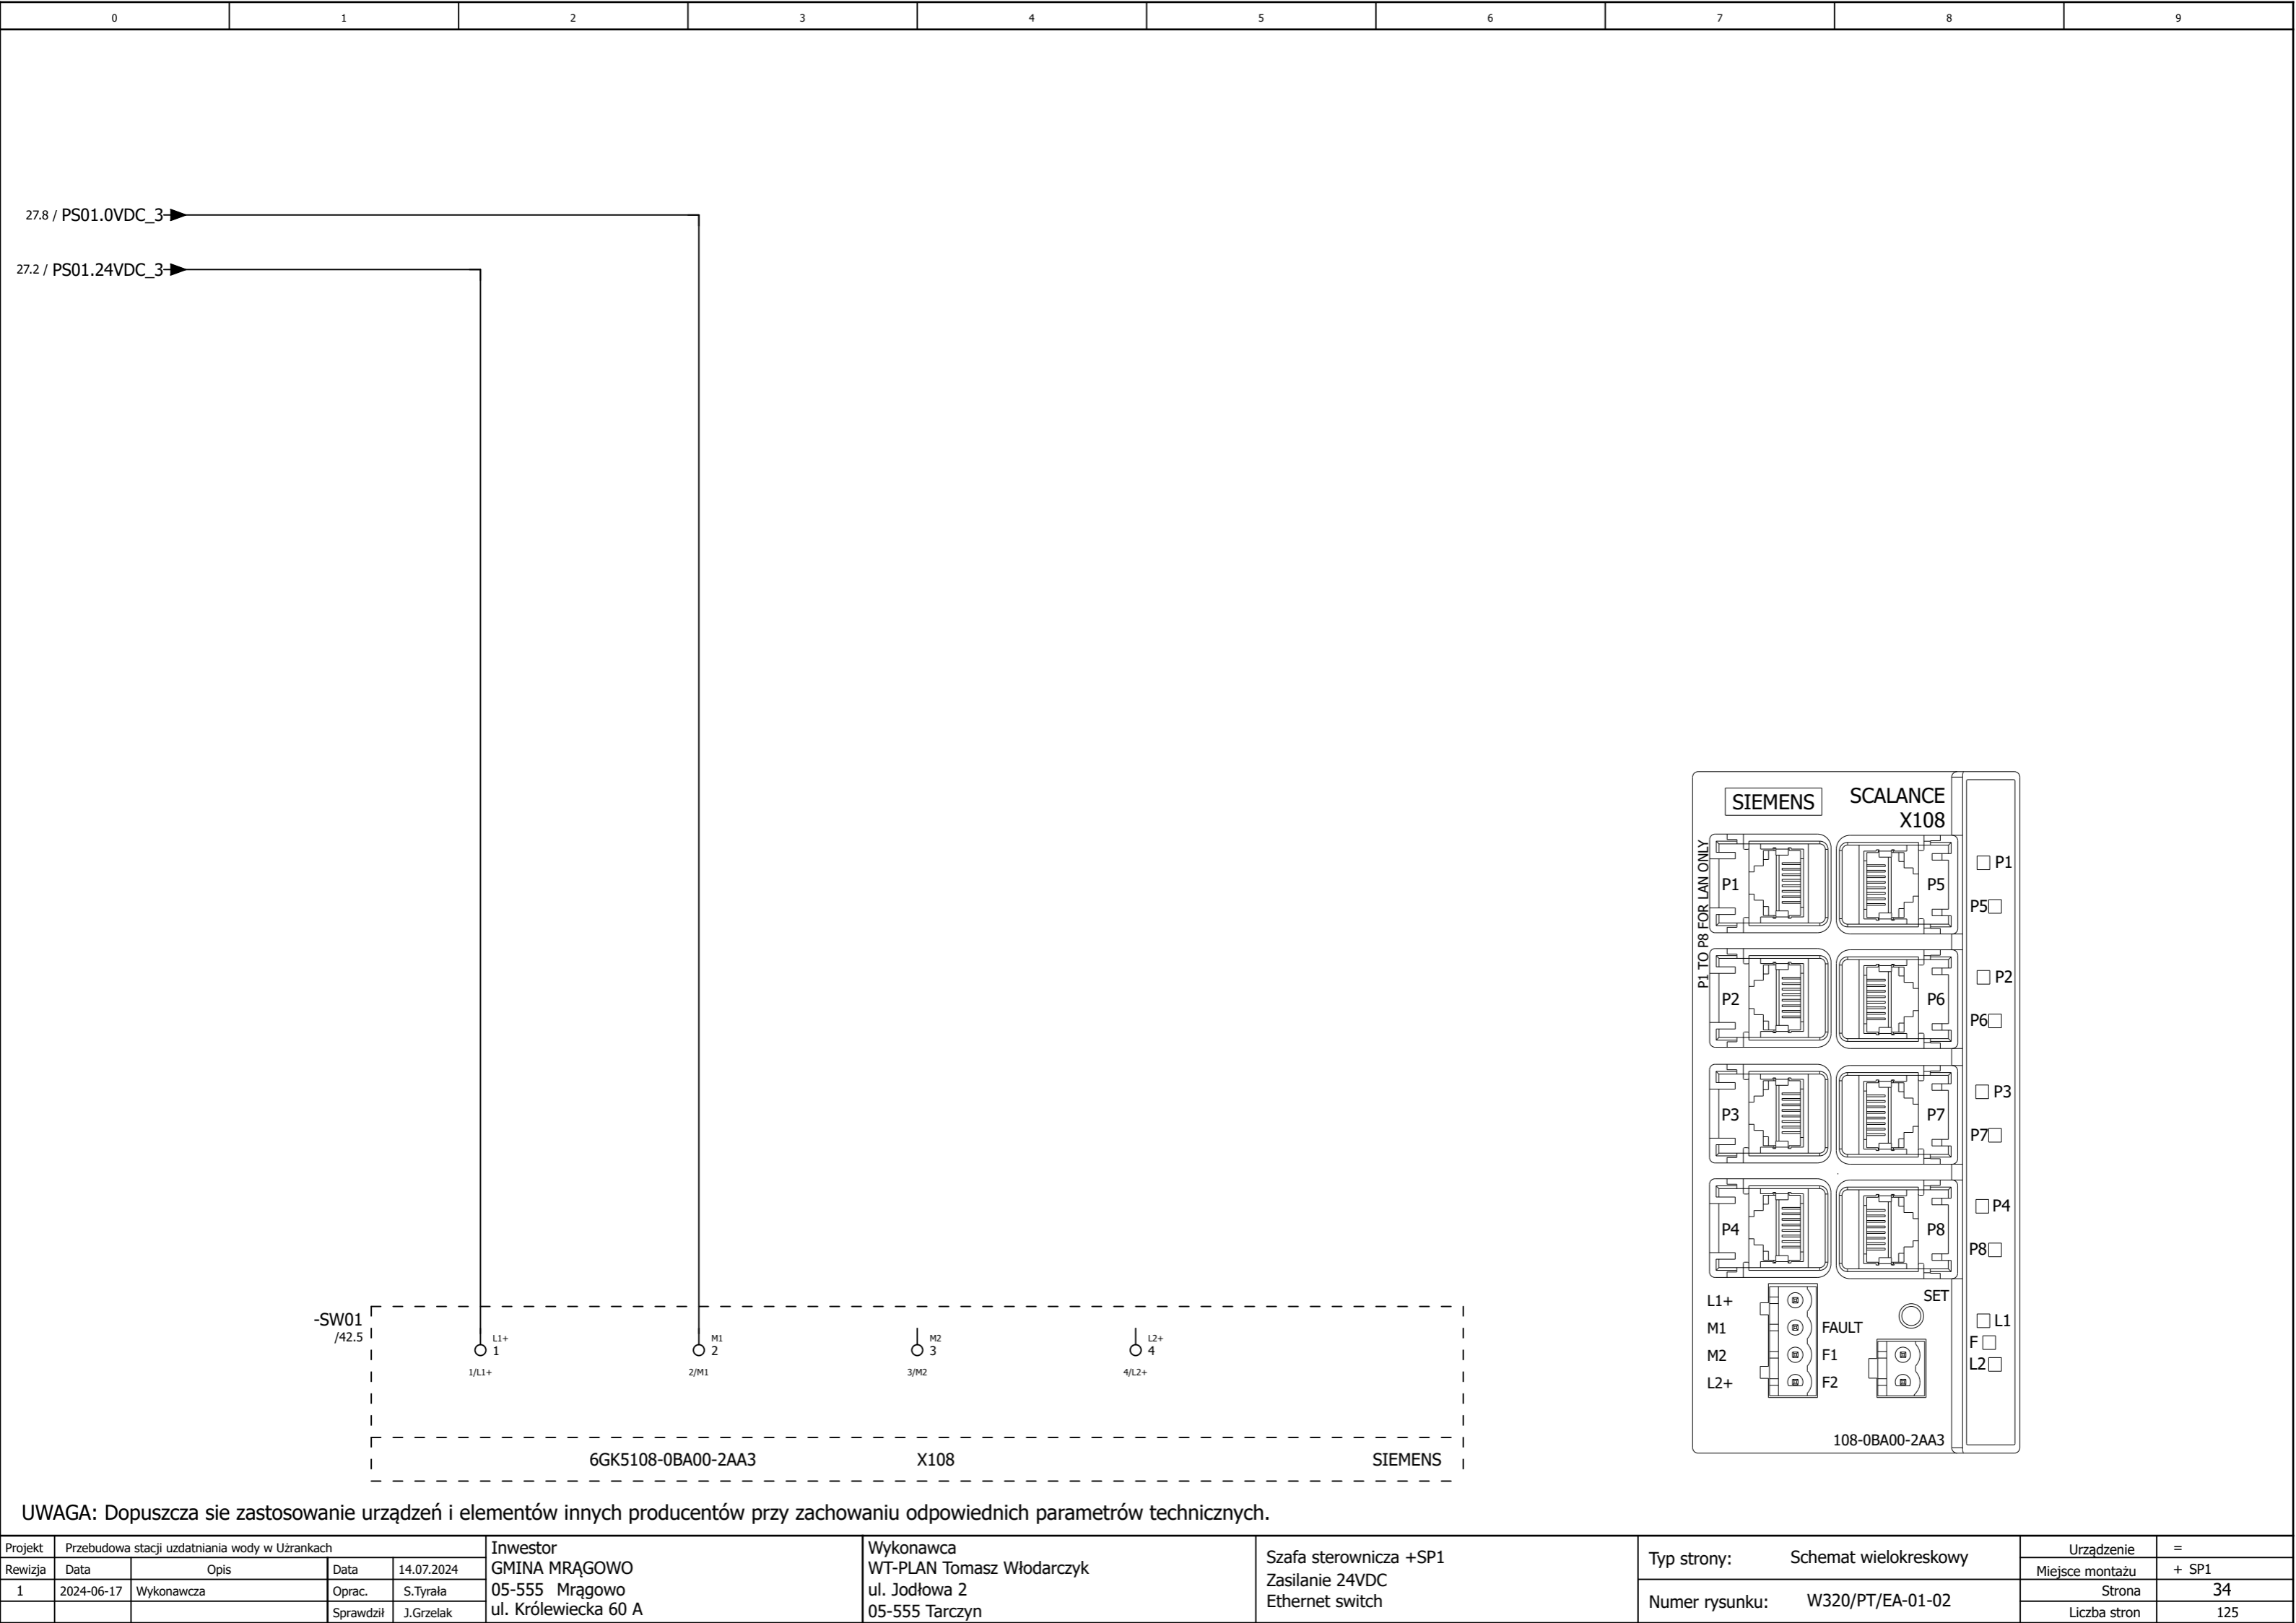 0 1 2 3 4 5 6 7 8 9
27.8 / PS01.0VDC_3
27.2 / PS01.24VDC_3
SIEMENS
SCALANCE
X108
P1 TO P8 FOR LAN ONLY
P1 P5
P2 P6
P3 P7
P4 P8
P1
P5
P2
P6
P3
P7
P4
P8
L1+
M1
M2
L2+
FAULT
F1
F2
SET
L1
F
L2
108-0BA00-2AA3
-SW01
/42.5
L1+ M1 M2 L2+
1 2 3 4
1/L1+ 2/M1 3/M2 4/L2+
6GK5108-0BA00-2AA3 X108 SIEMENS
UWAGA: Dopuszcza sie zastosowanie urządzeń i elementów innych producentów przy zachowaniu odpowiednich parametrów technicznych.
Projekt Przebudowa stacji uzdatniania wody w Użrankach
Rewizja Data Opis Data 14.07.2024
1 2024-06-17 Wykonawcza Oprac. S.Tyrała
Sprawdził J.Grzelak
Inwestor
GMINA MRĄGOWO
05-555 Mrągowo
ul. Królewiecka 60 A
Wykonawca
WT-PLAN Tomasz Włodarczyk
ul. Jodłowa 2
05-555 Tarczyn
Szafa sterownicza +SP1
Zasilanie 24VDC
Ethernet switch
Typ strony: Schemat wielokreskowy
Numer rysunku: W320/PT/EA-01-02
Urządzenie =
Miejsce montażu + SP1
Strona 34
Liczba stron 125